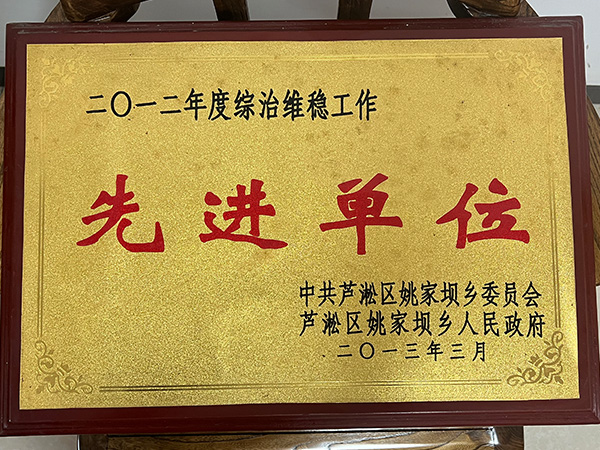 二〇一二年度综治维稳工作
先进单位
中共芦淞区姚家坝乡委员会
芦淞区姚家坝乡人民政府
二〇一三年三月